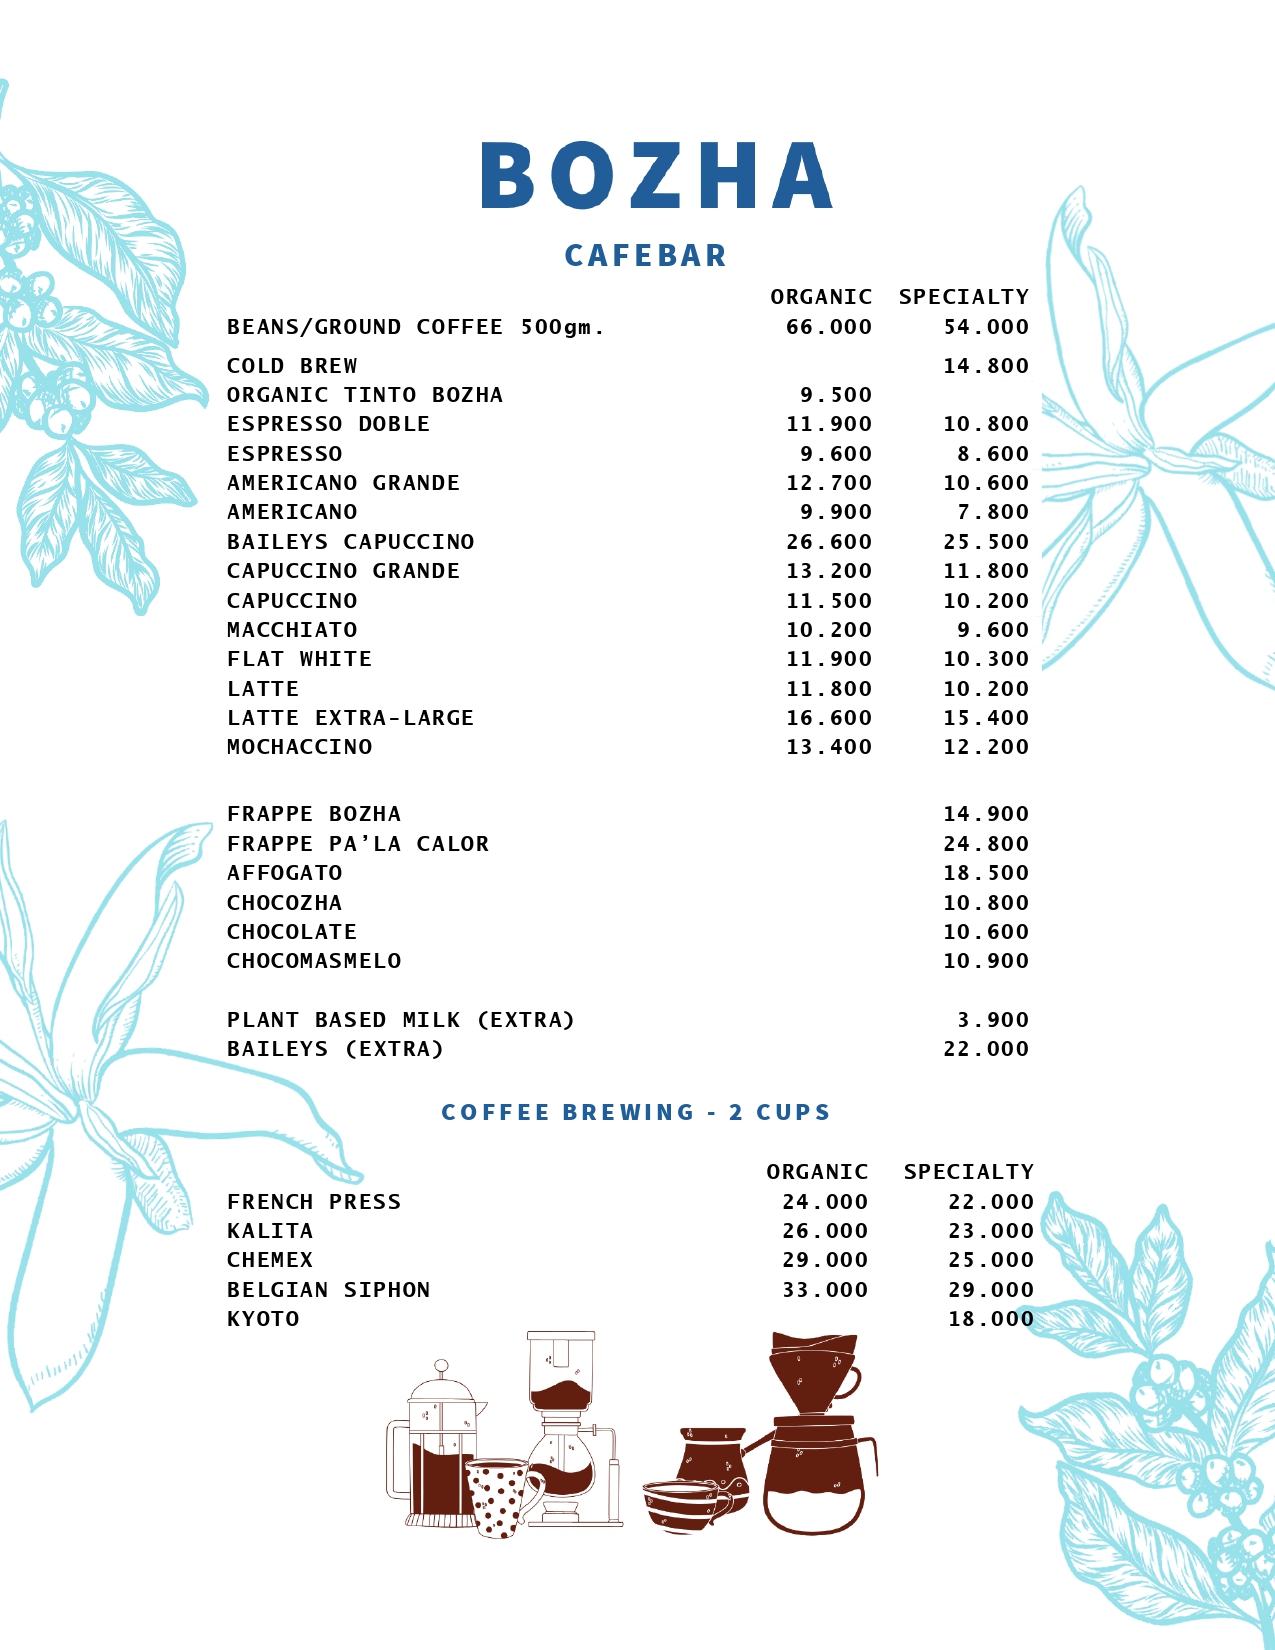 BOZHA
CAFEBAR
ORGANIC SPECIALTY
BEANS/GROUND COFFEE 500gm. 66.000 54.000
COLD BREW 14.800
ORGANIC TINTO BOZHA 9.500
ESPRESSO DOBLE 11.900 10.800
ESPRESSO 9.600 8.600
AMERICANO GRANDE 12.700 10.600
AMERICANO 9.900 7.800
BAILEYS CAPUCCINO 26.600 25.500
CAPUCCINO GRANDE 13.200 11.800
CAPUCCINO 11.500 10.200
MACCHIATO 10.200 9.600
FLAT WHITE 11.900 10.300
LATTE 11.800 10.200
LATTE EXTRA-LARGE 16.600 15.400
MOCHACCINO 13.400 12.200
FRAPPE BOZHA 14.900
FRAPPE PA’LA CALOR 24.800
AFFOGATO 18.500
CHOCOZHA 10.800
CHOCOLATE 10.600
CHOCOMASMELO 10.900
PLANT BASED MILK (EXTRA) 3.900
BAILEYS (EXTRA) 22.000
COFFEE BREWING - 2 CUPS
ORGANIC SPECIALTY
FRENCH PRESS 24.000 22.000
KALITA 26.000 23.000
CHEMEX 29.000 25.000
BELGIAN SIPHON 33.000 29.000
KYOTO 18.000